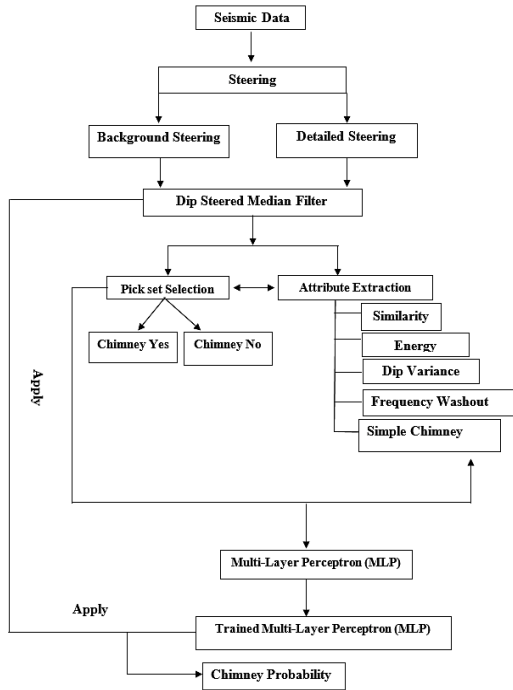 Seismic Data
Steering
Background Steering
Detailed Steering
Dip Steered Median Filter
Pick set Selection
Attribute Extraction
Similarity
Chimney Yes
Chimney No
Energy
Dip Variance
Apply
Frequency Washout
Simple Chimney
Multi-Layer Perceptron (MLP)
Apply
Trained Multi-Layer Perceptron (MLP)
Chimney Probability